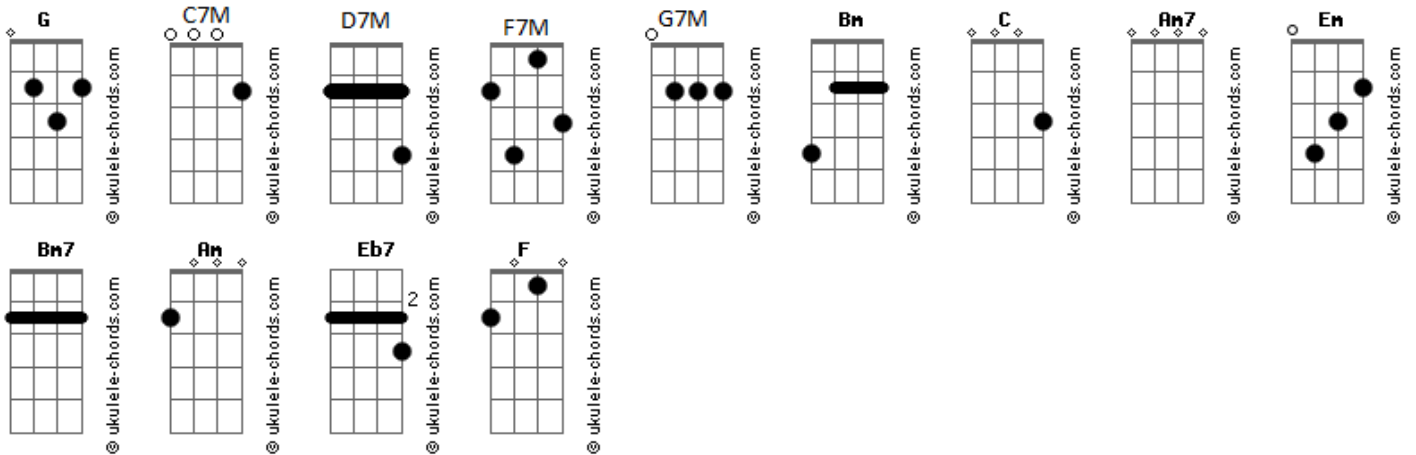 G C7M D7M F7M G7M Bm C Am7 Em
© ukulele-chords.com © ukulele-chords.com © ukulele-chords.com © ukulele-chords.com © ukulele-chords.com © ukulele-chords.com © ukulele-chords.com © ukulele-chords.com © ukulele-chords.com
Bm7 Am Eb7 F
2
© ukulele-chords.com © ukulele-chords.com © ukulele-chords.com © ukulele-chords.com